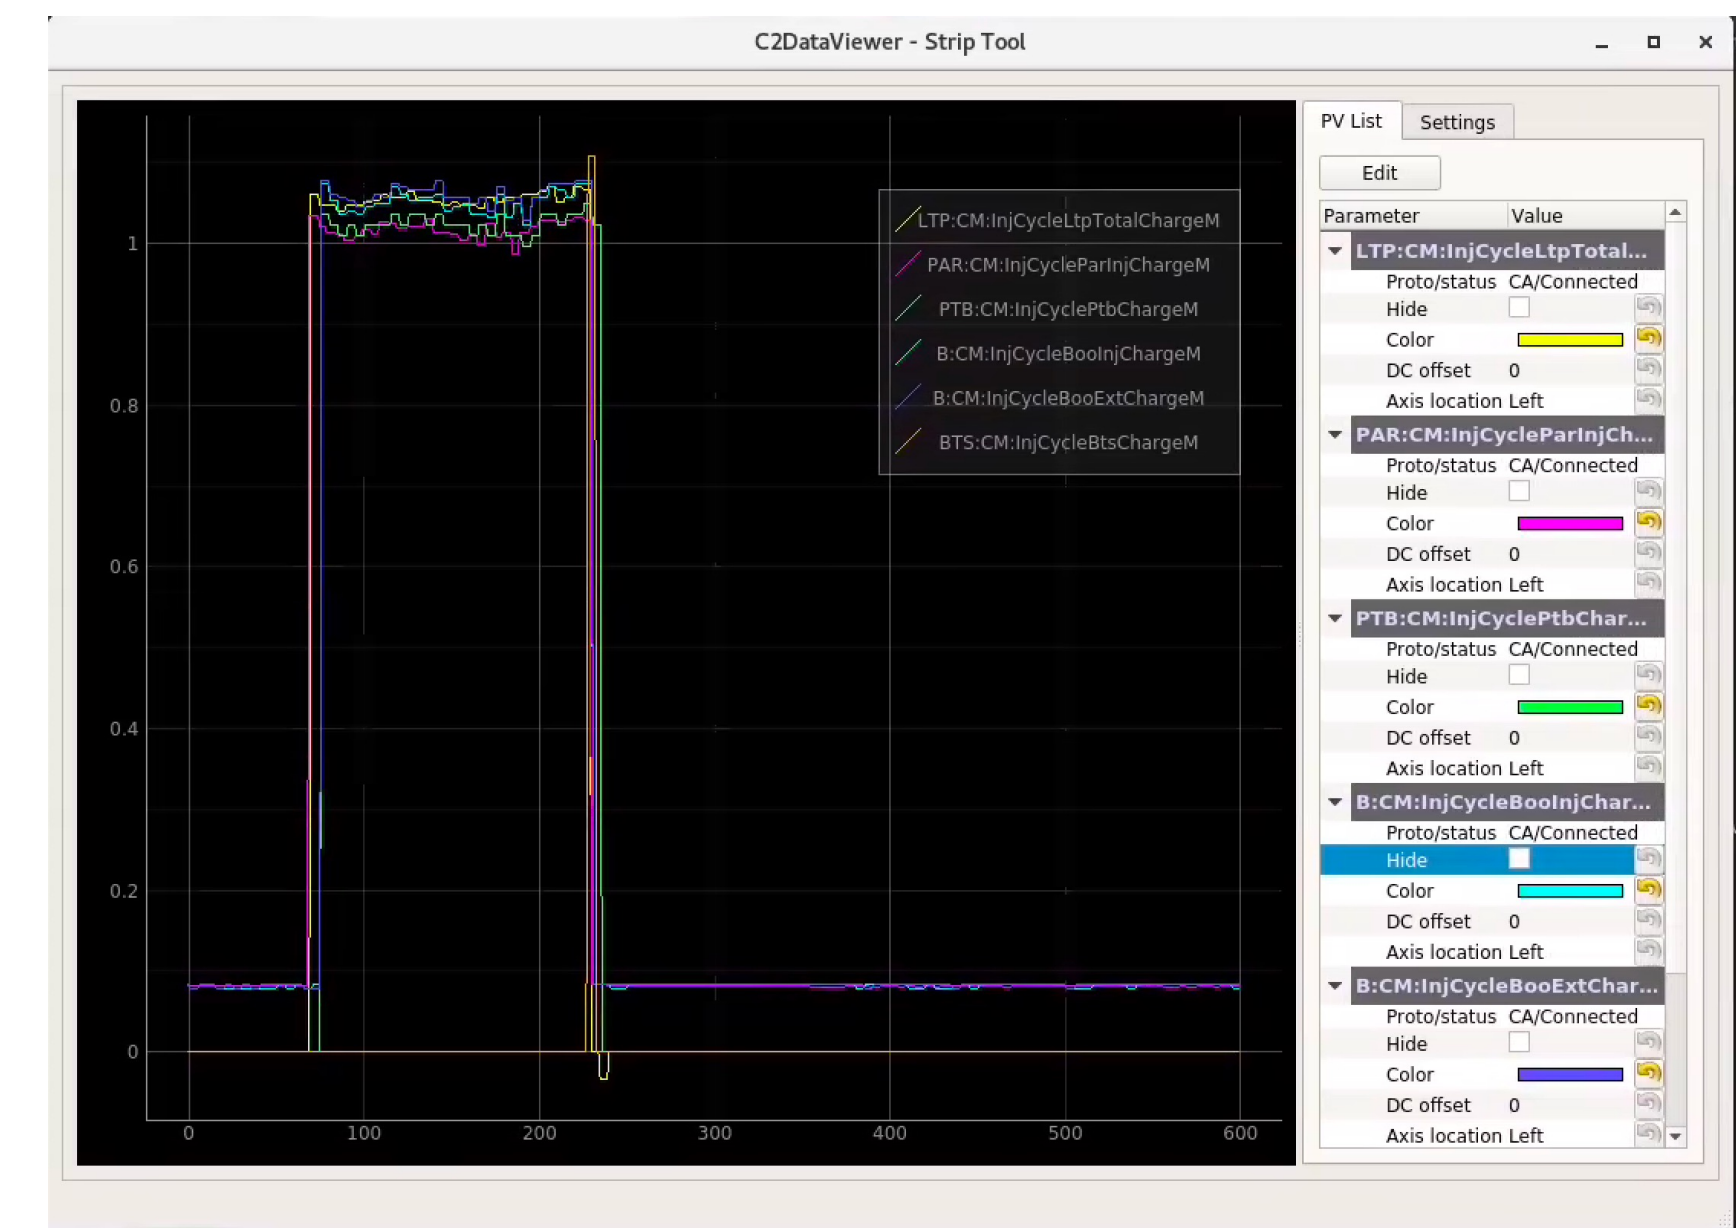 C2DataViewer - Strip Tool
1
0.8
0.6
0.4
0.2
0
0 100 200 300 400 500 600
LTP:CM:InjCycleLtpTotalChargeM
PAR:CM:InjCycleParInjChargeM
PTB:CM:InjCyclePtbChargeM
B:CM:InjCycleBooInjChargeM
B:CM:InjCycleBooExtChargeM
BTS:CM:InjCycleBtsChargeM
PV List Settings
Edit
Parameter Value
LTP:CM:InjCycleLtpTotal...
Proto/status CA/Connected
Hide
Color
DC offset 0
Axis location Left
PAR:CM:InjCycleParInjCh...
Proto/status CA/Connected
Hide
Color
DC offset 0
Axis location Left
PTB:CM:InjCyclePtbChar...
Proto/status CA/Connected
Hide
Color
DC offset 0
Axis location Left
B:CM:InjCycleBooInjChar...
Proto/status CA/Connected
Hide
Color
DC offset 0
Axis location Left
B:CM:InjCycleBooExtChar...
Proto/status CA/Connected
Hide
Color
DC offset 0
Axis location Left